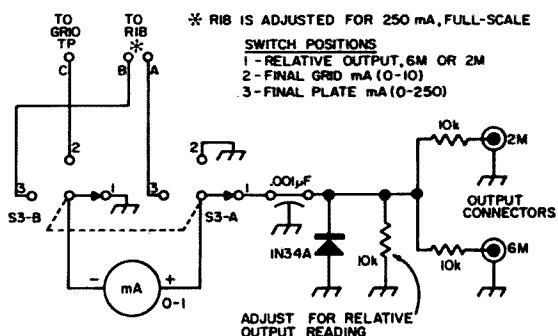 TO GRID TP
TO R18 *
C
B
A
* R18 IS ADJUSTED FOR 250 mA, FULL-SCALE
SWITCH POSITIONS
1 - RELATIVE OUTPUT, 6M OR 2M
2 - FINAL GRID mA (0-10)
3 - FINAL PLATE mA (0-250)
2
2
3
1
3
1
S3-B
S3-A
.001µF
10k
2M
OUTPUT CONNECTORS
1N34A
10k
10k
6M
-
mA
+
0-1
ADJUST FOR RELATIVE
OUTPUT READING